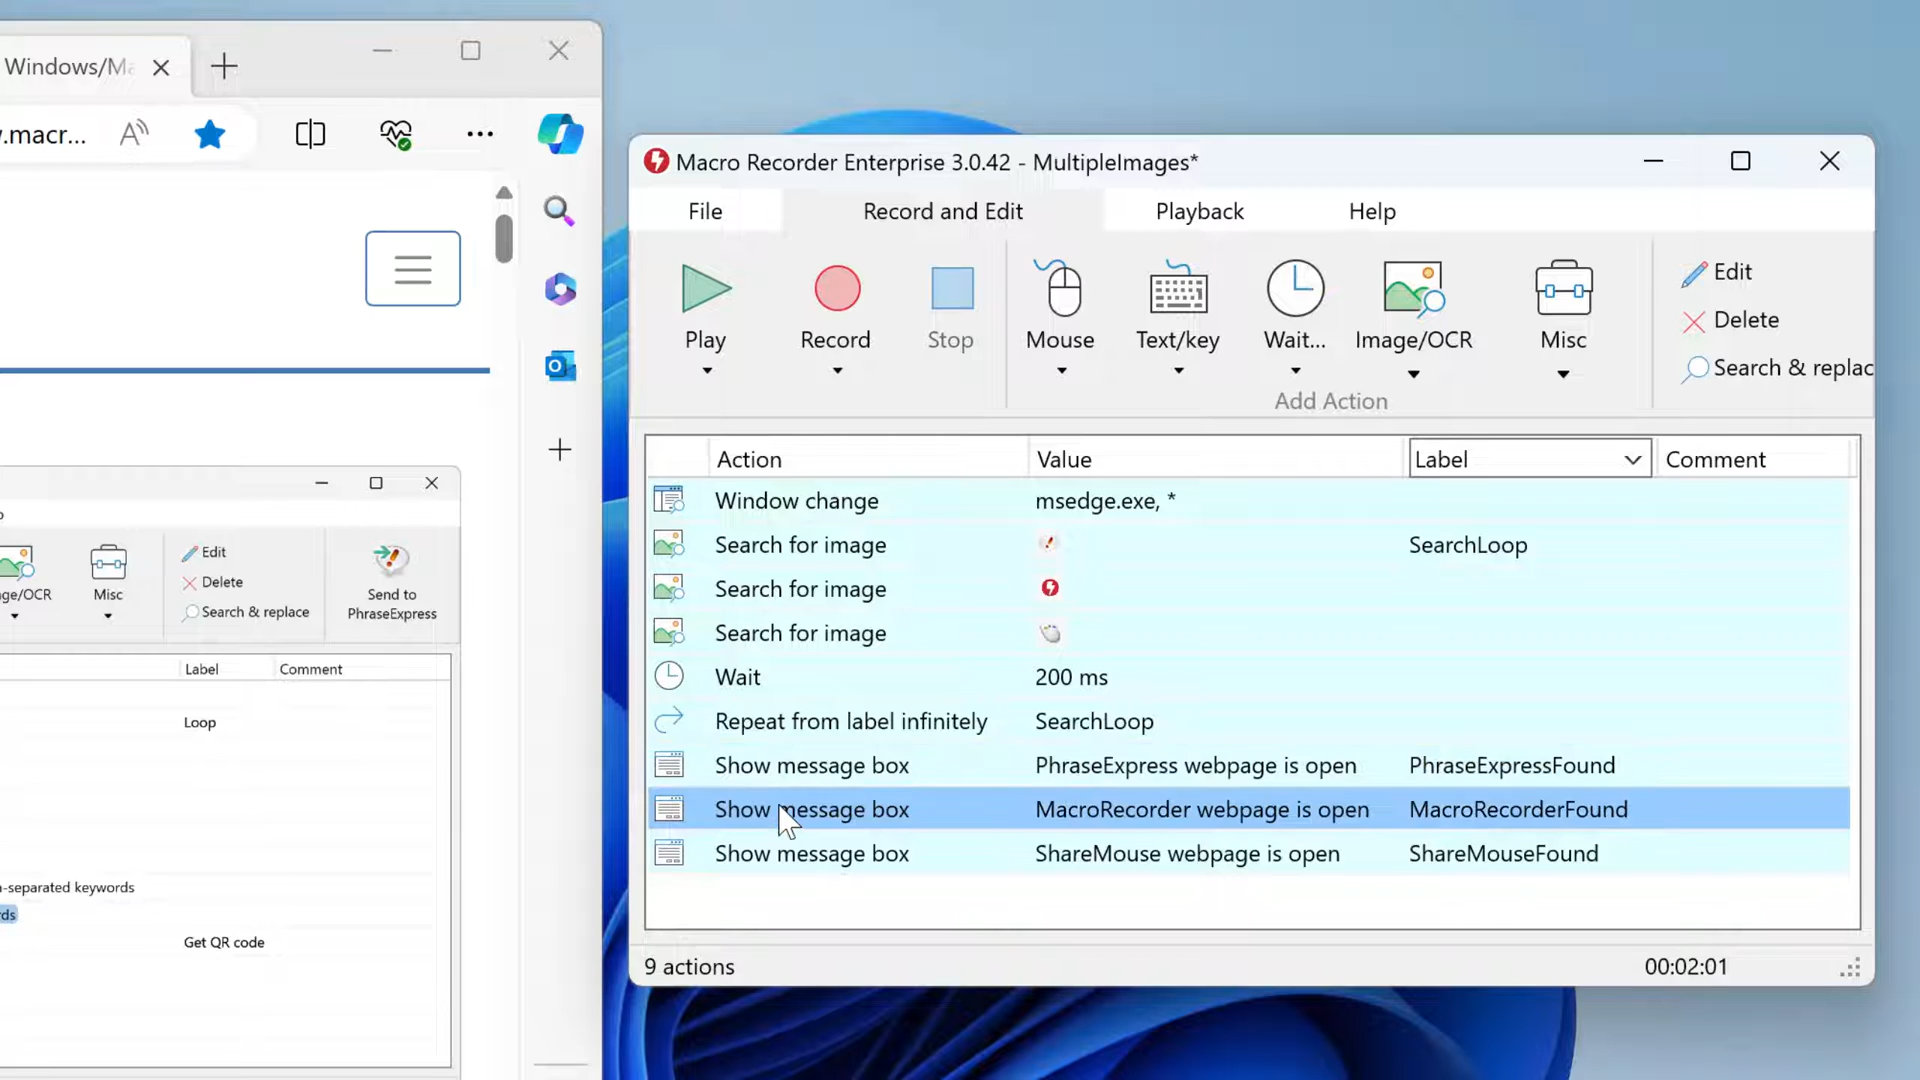 Windows/Ma
.macr...
Edit
ge/OCR
Misc
Delete
Search & replace
Send to
PhraseExpress
Label
Comment
Loop
-separated keywords
Get QR code
Macro Recorder Enterprise 3.0.42 - MultipleImages*
File
Record and Edit
Playback
Help
Play
Record
Stop
Mouse
Text/key
Wait...
Image/OCR
Misc
Add Action
Edit
Delete
Search & replac
Action Value Label Comment
Window change msedge.exe, *
Search for image SearchLoop
Search for image
Search for image
Wait 200 ms
Repeat from label infinitely SearchLoop
Show message box PhraseExpress webpage is open PhraseExpressFound
Show message box MacroRecorder webpage is open MacroRecorderFound
Show message box ShareMouse webpage is open ShareMouseFound
9 actions
00:02:01